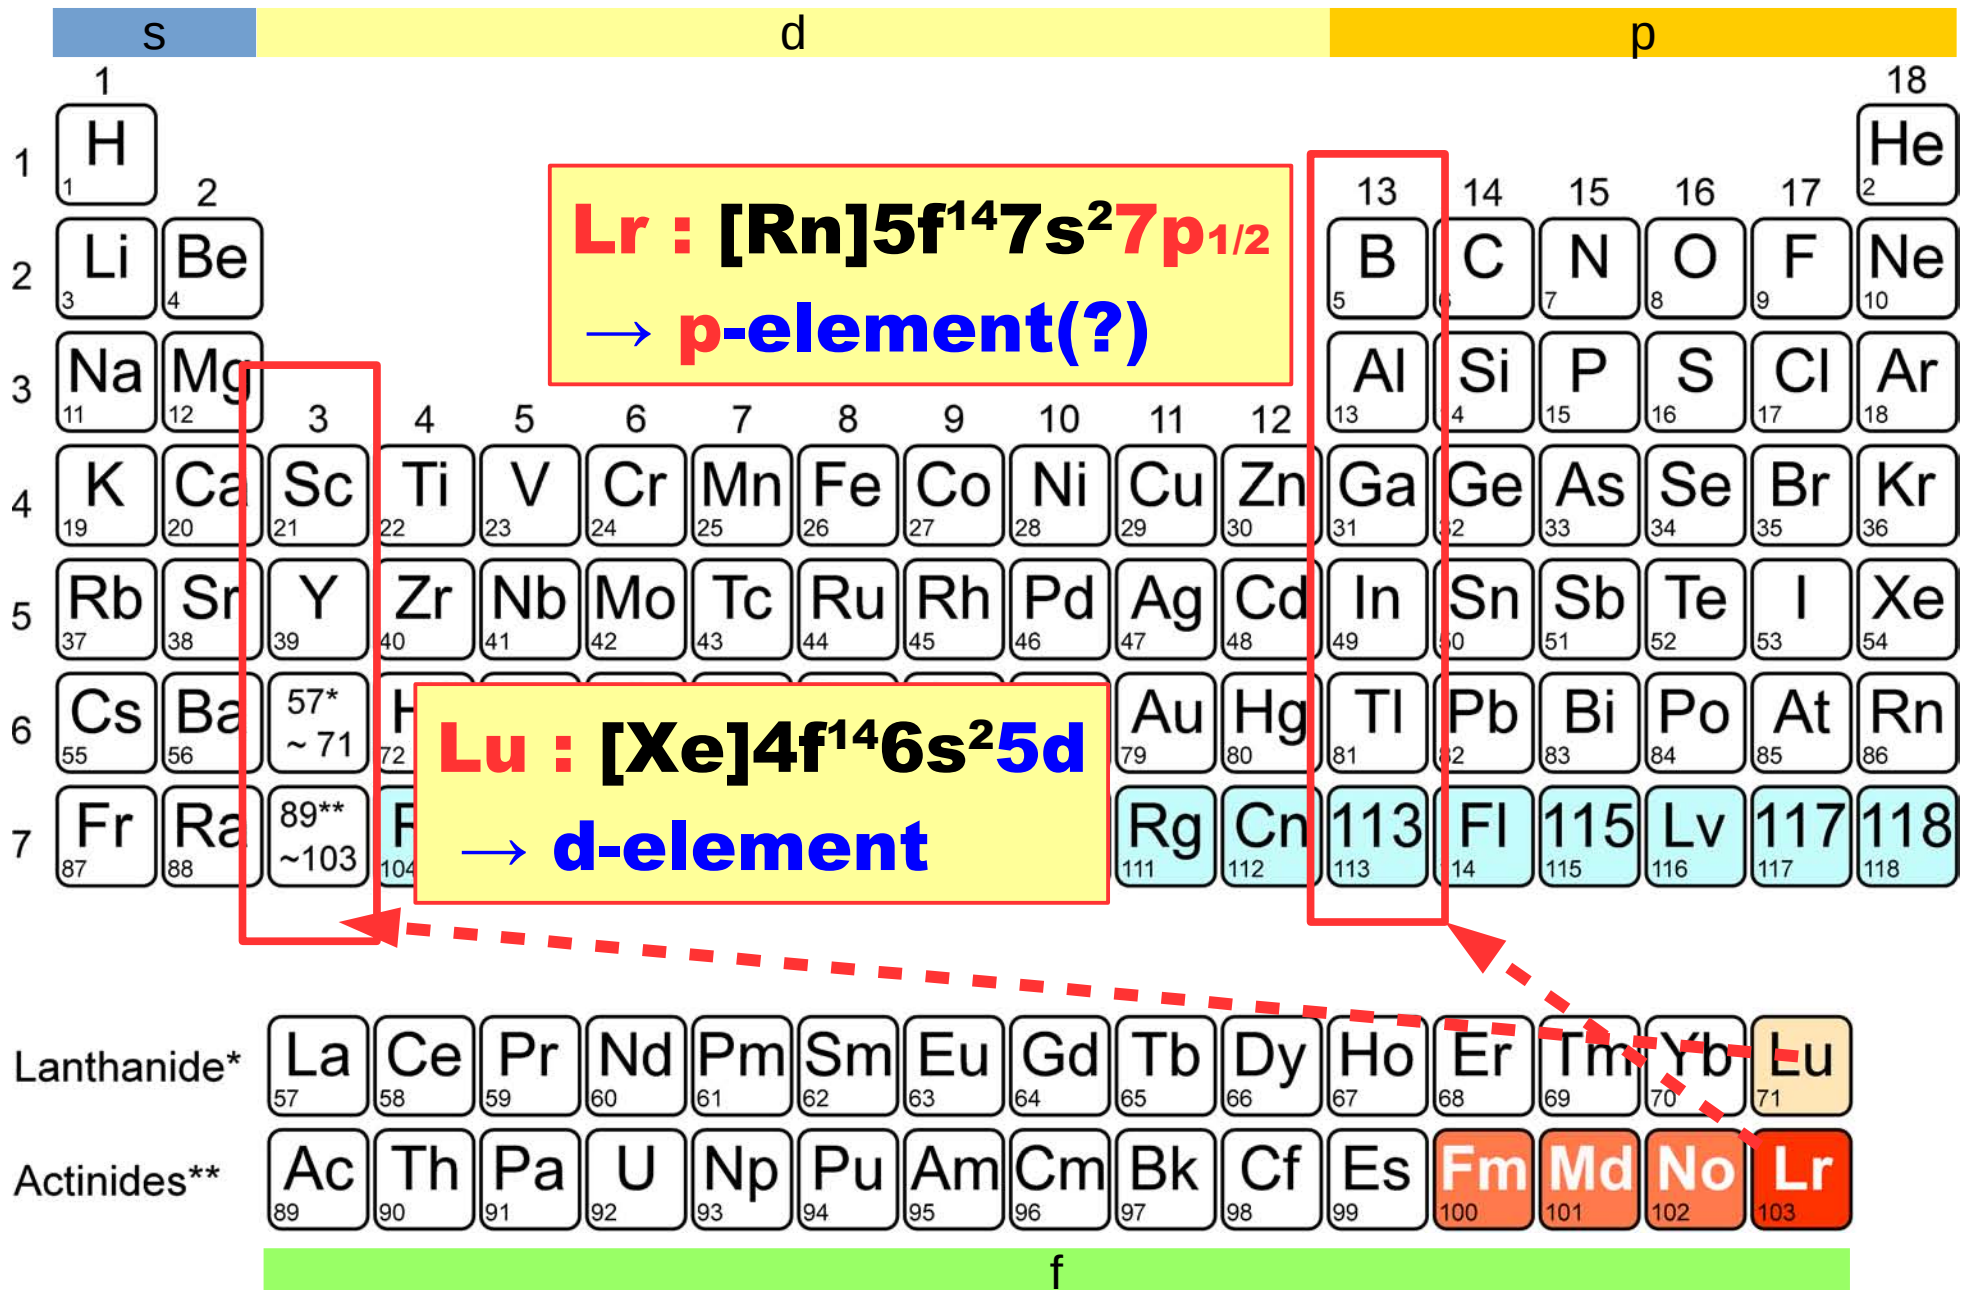 s d p
1 18
1 H 1 He 2
2 13 14 15 16 17
2 Li 3 Be 4 B 5 C 6 N 7 O 8 F 9 Ne 10
Lr : [Rn]5f¹⁴7s²7p₁/₂
→ p-element(?)
3 Na 11 Mg 12 Al 13 Si 14 P 15 S 16 Cl 17 Ar 18
3 4 5 6 7 8 9 10 11 12
4 K 19 Ca 20 Sc 21 Ti 22 V 23 Cr 24 Mn 25 Fe 26 Co 27 Ni 28 Cu 29 Zn 30 Ga 31 Ge 32 As 33 Se 34 Br 35 Kr 36
5 Rb 37 Sr 38 Y 39 Zr 40 Nb 41 Mo 42 Tc 43 Ru 44 Rh 45 Pd 46 Ag 47 Cd 48 In 49 Sn 50 Sb 51 Te 52 I 53 Xe 54
6 Cs 55 Ba 56 57* ~ 71 72 Au 79 Hg 80 Tl 81 Pb 82 Bi 83 Po 84 At 85 Rn 86
Lu : [Xe]4f¹⁴6s²5d
→ d-element
7 Fr 87 Ra 88 89** ~103 104 Rg 111 Cn 112 113 113 Fl 114 115 115 Lv 116 117 117 118 118
Lanthanide* La 57 Ce 58 Pr 59 Nd 60 Pm 61 Sm 62 Eu 63 Gd 64 Tb 65 Dy 66 Ho 67 Er 68 Tm 69 Yb 70 Lu 71
Actinides** Ac 89 Th 90 Pa 91 U 92 Np 93 Pu 94 Am 95 Cm 96 Bk 97 Cf 98 Es 99 Fm 100 Md 101 No 102 Lr 103
f